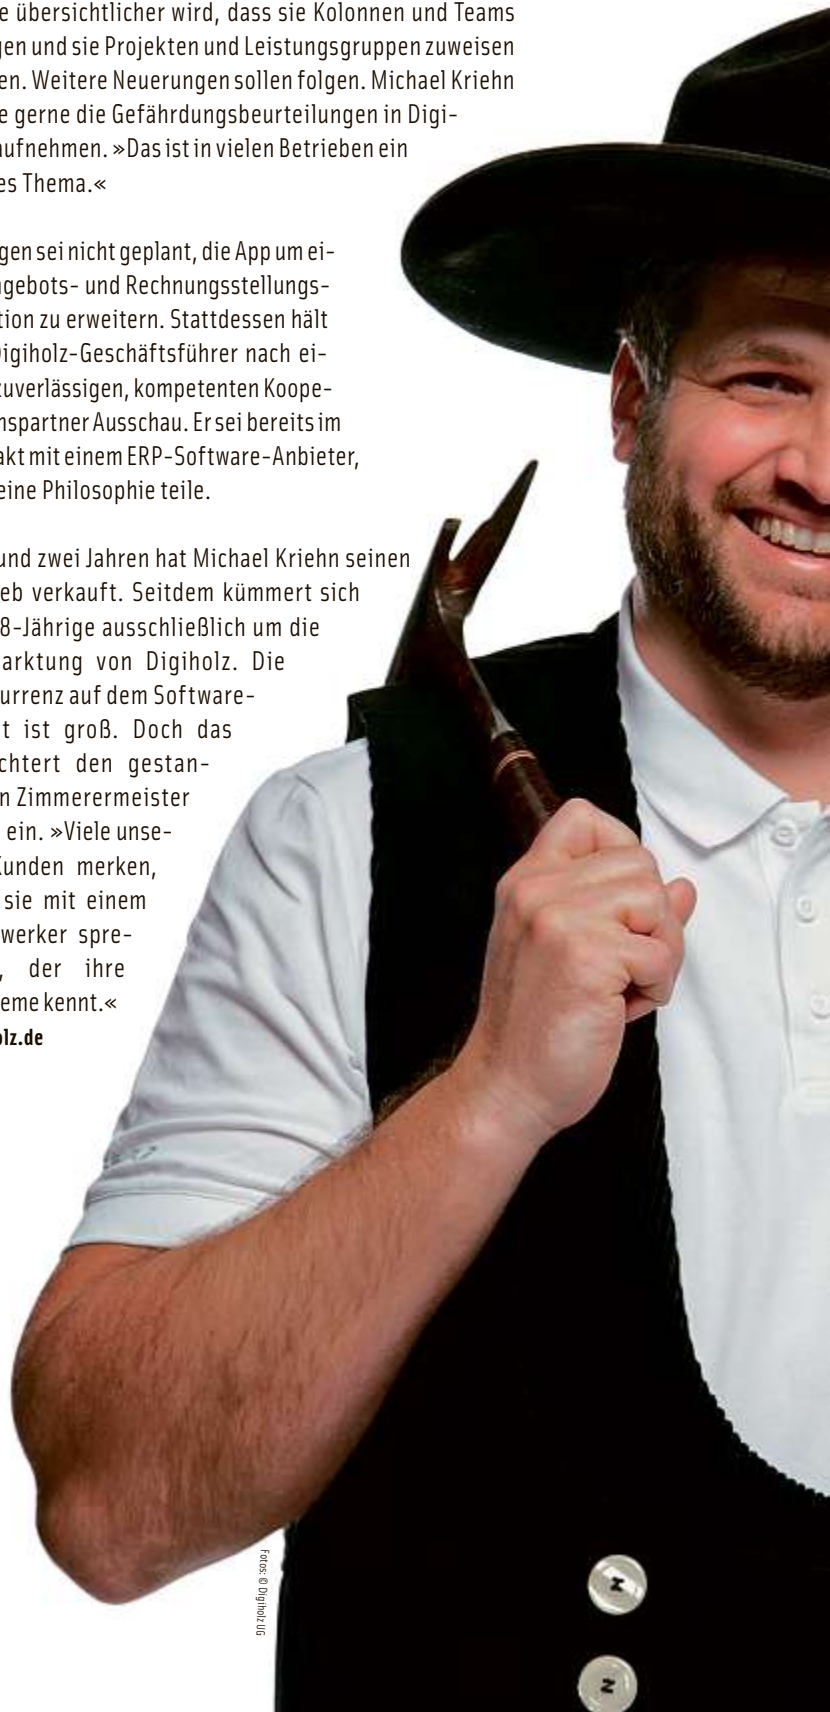 e übersichtlicher wird, dass sie Kolonnen und Teams
gen und sie Projekten und Leistungsgruppen zuweisen
en. Weitere Neuerungen sollen folgen. Michael Kriehn
e gerne die Gefährdungsbeurteilungen in Digi-
aufnehmen. »Das ist in vielen Betrieben ein
es Thema.«
gen sei nicht geplant, die App um ei-
ngebots- und Rechnungsstellungs-
tion zu erweitern. Stattdessen hält
Digiholz-Geschäftsführer nach ei-
zuverlässigen, kompetenten Koope-
nspartner Ausschau. Er sei bereits im
akt mit einem ERP-Software-Anbieter,
eine Philosophie teile.
und zwei Jahren hat Michael Kriehn seinen
eb verkauft. Seitdem kümmert sich
8-Jährige ausschließlich um die
arktung von Digiholz. Die
urrenz auf dem Software-
t ist groß. Doch das
chtert den gestan-
n Zimmerermeister
ein. »Viele unse-
Kunden merken,
sie mit einem
werker spre-
, der ihre
eme kennt.«
olz.de
Fotos: © Digiholz UG